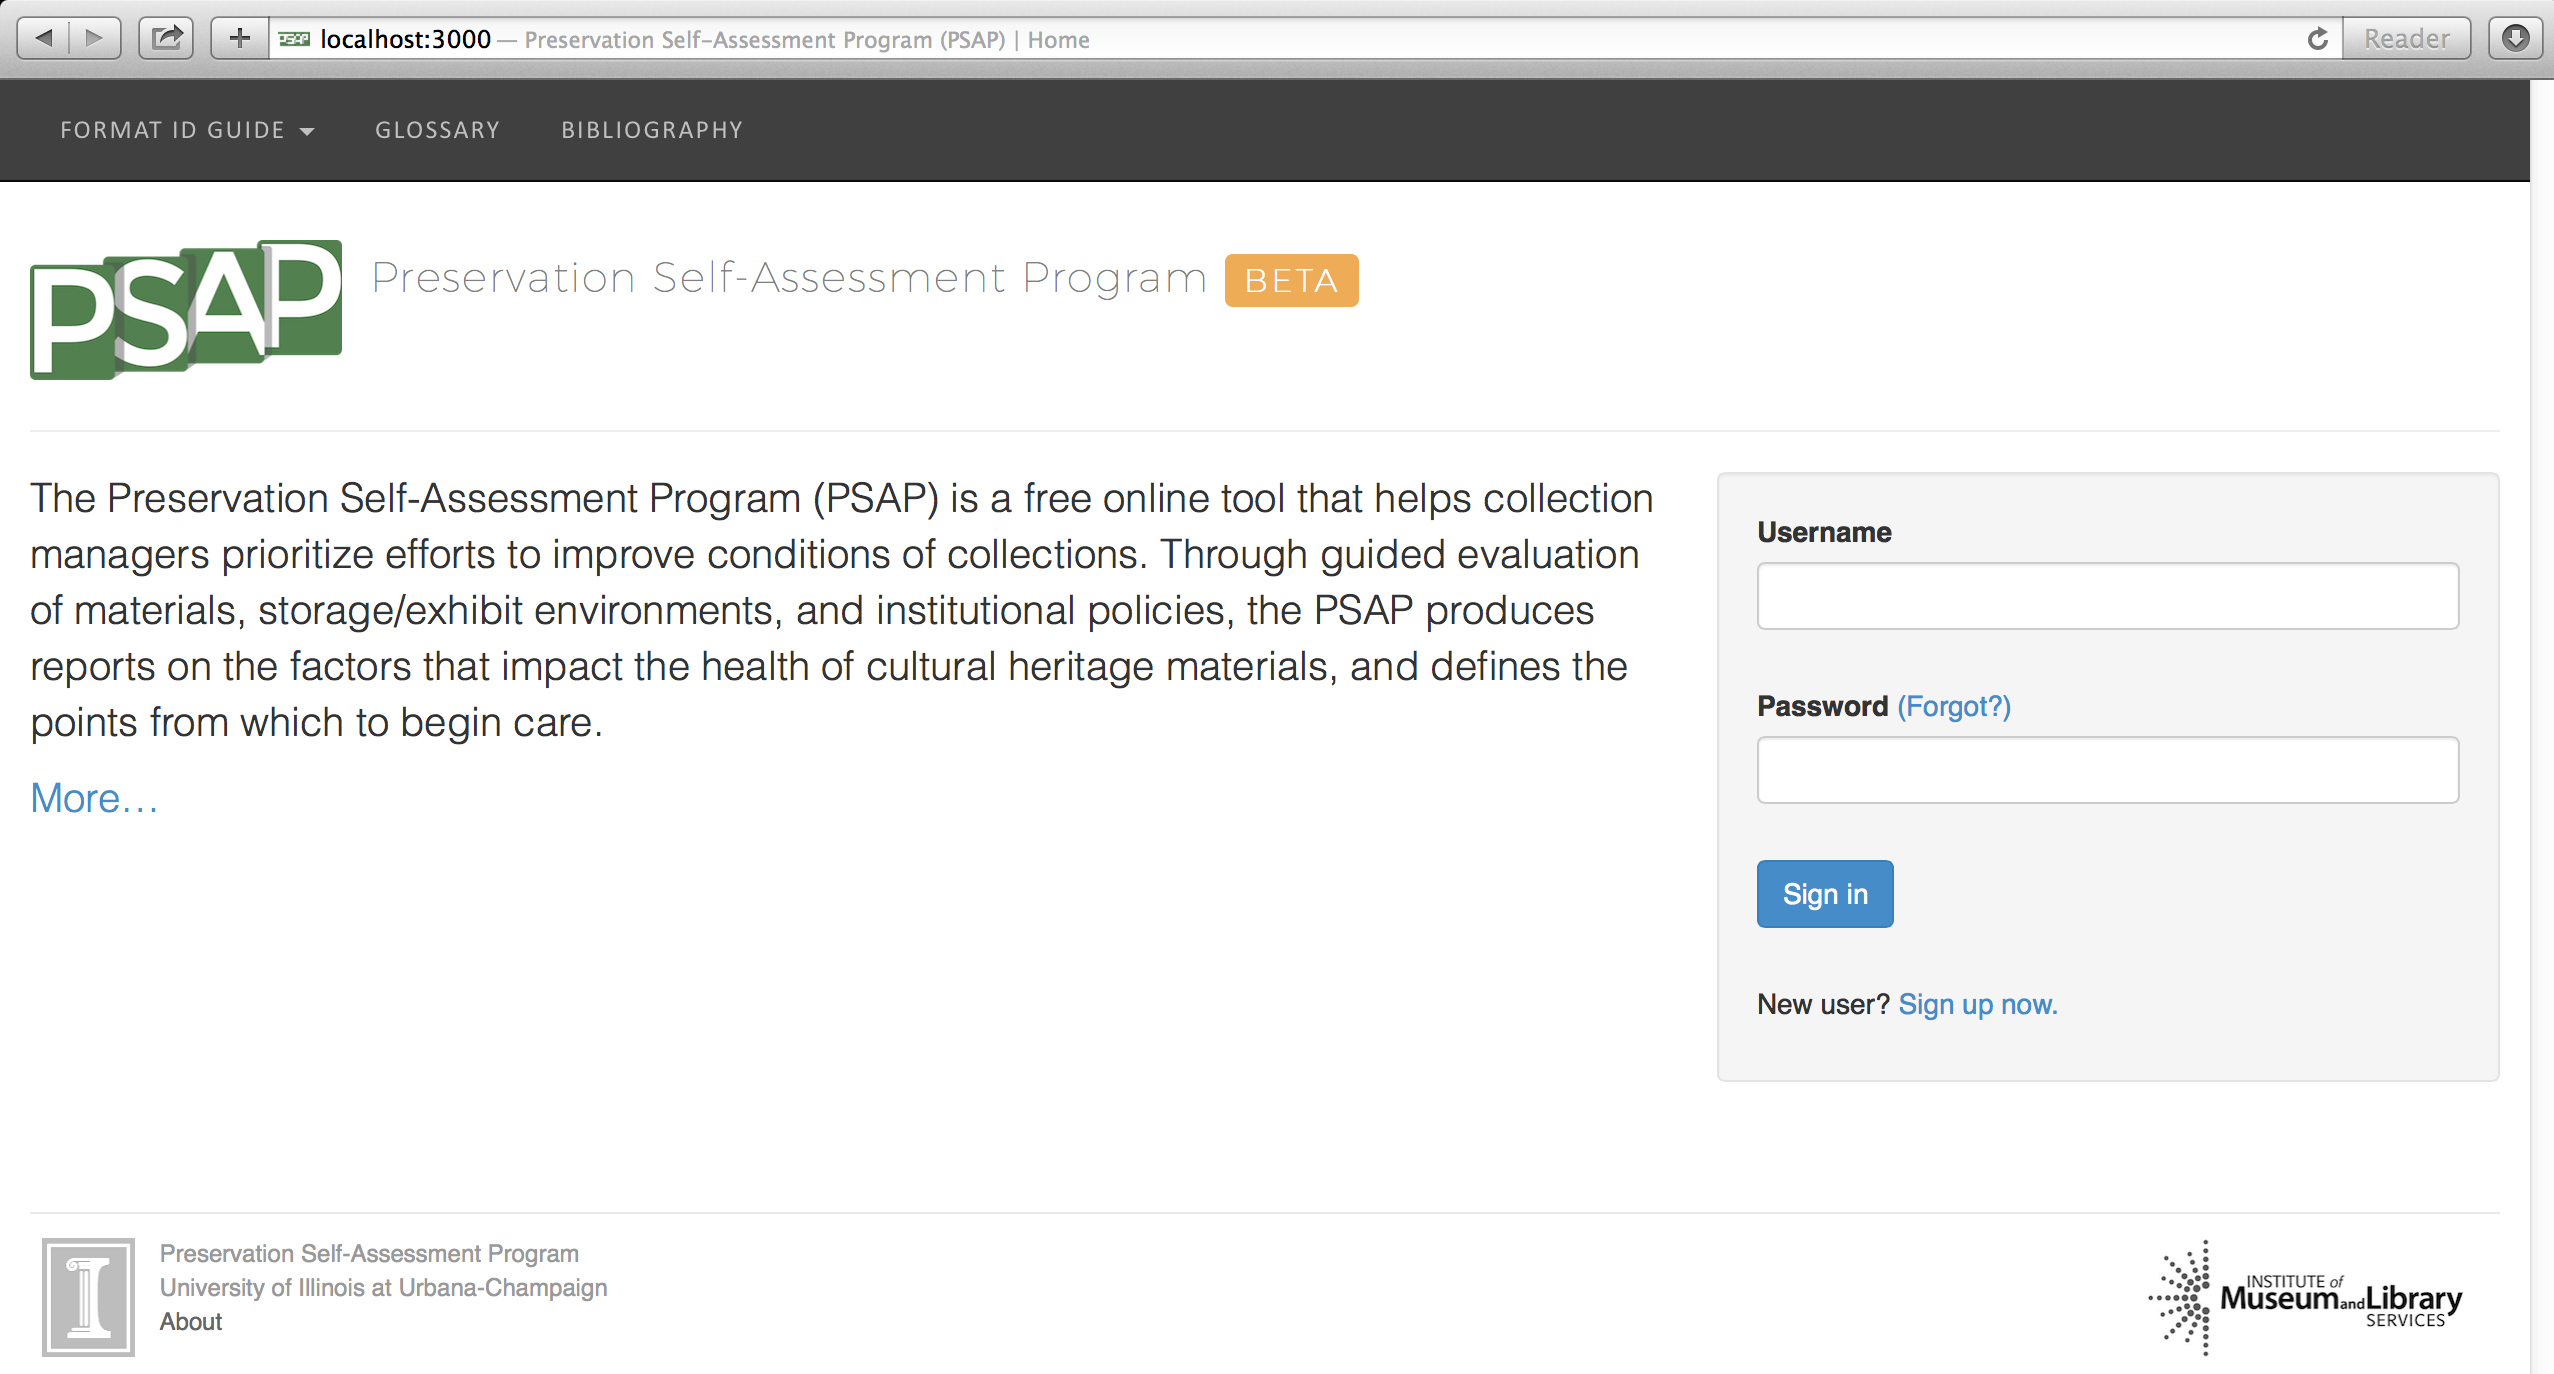 localhost:3000 — Preservation Self-Assessment Program (PSAP) | Home
Reader
FORMAT ID GUIDE
GLOSSARY
BIBLIOGRAPHY
PSAP
Preservation Self-Assessment Program BETA
The Preservation Self-Assessment Program (PSAP) is a free online tool that helps collection
managers prioritize efforts to improve conditions of collections. Through guided evaluation
of materials, storage/exhibit environments, and institutional policies, the PSAP produces
reports on the factors that impact the health of cultural heritage materials, and defines the
points from which to begin care.
More…
Username
Password (Forgot?)
Sign in
New user? Sign up now.
Preservation Self-Assessment Program
University of Illinois at Urbana-Champaign
About
INSTITUTE of
Museum and Library
SERVICES